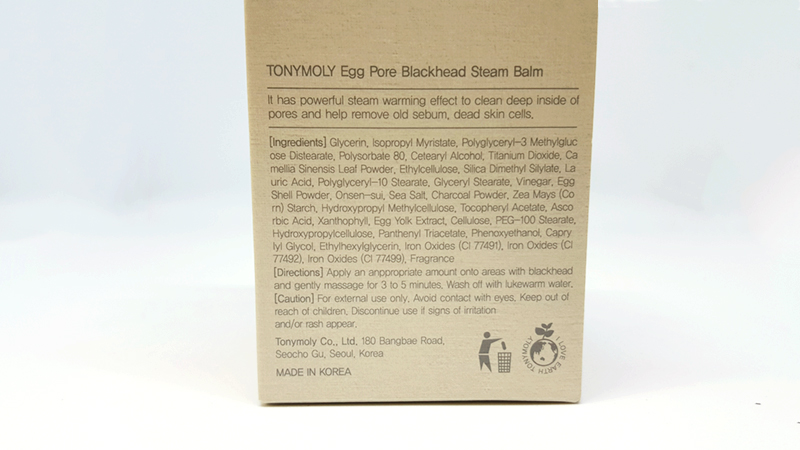 TONYMOLY Egg Pore Blackhead Steam Balm
It has powerful steam warming effect to clean deep inside of
pores and help remove old sebum, dead skin cells.
[Ingredients] Glycerin, Isopropyl Myristate, Polyglyceryl-3 Methylgluc
ose Distearate, Polysorbate 80, Cetearyl Alcohol, Titanium Dioxide, Ca
mellia Sinensis Leaf Powder, Ethylcellulose, Silica Dimethyl Silylate, La
uric Acid, Polyglyceryl-10 Stearate, Glyceryl Stearate, Vinegar, Egg
Shell Powder, Onsen-sui, Sea Salt, Charcoal Powder, Zea Mays (Co
rn) Starch, Hydroxypropyl Methylcellulose, Tocopheryl Acetate, Asco
rbic Acid, Xanthophyll, Egg Yolk Extract, Cellulose, PEG-100 Stearate,
Hydroxypropylcellulose, Panthenyl Triacetate, Phenoxyethanol, Capry
lyl Glycol, Ethylhexylglycerin, Iron Oxides (CI 77491), Iron Oxides (CI
77492), Iron Oxides (CI 77499), Fragrance
[Directions] Apply an anppropriate amount onto areas with blackhead
and gently massage for 3 to 5 minutes. Wash off with lukewarm water.
[Caution] For external use only. Avoid contact with eyes. Keep out of
reach of children. Discontinue use if signs of irritation
and/or rash appear.
Tonymoly Co., Ltd. 180 Bangbae Road,
Seocho Gu, Seoul, Korea
MADE IN KOREA
TONYMOLY I LOVE EARTH